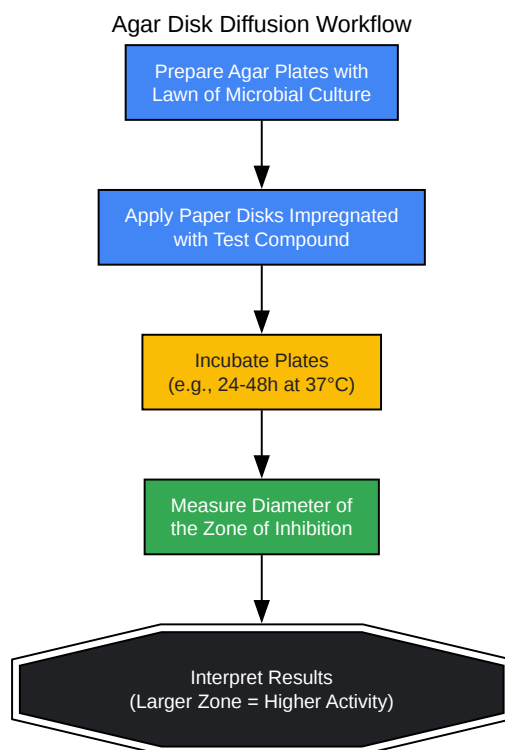 Agar Disk Diffusion Workflow
Prepare Agar Plates with
Lawn of Microbial Culture
Apply Paper Disks Impregnated
with Test Compound
Incubate Plates
(e.g., 24-48h at 37°C)
Measure Diameter of
the Zone of Inhibition
Interpret Results
(Larger Zone = Higher Activity)